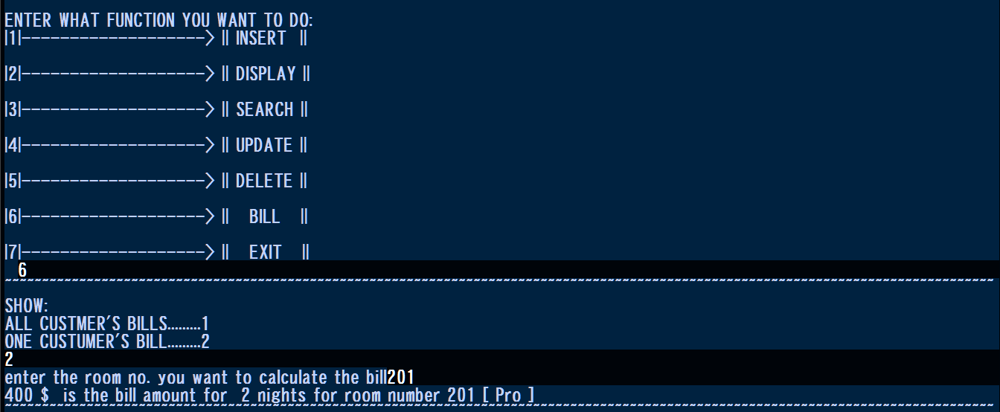 ENTER WHAT FUNCTION YOU WANT TO DO:
|1|-------------------> || INSERT  ||
|2|-------------------> || DISPLAY ||
|3|-------------------> || SEARCH ||
|4|-------------------> || UPDATE ||
|5|-------------------> || DELETE ||
|6|-------------------> ||   BILL   ||
|7|-------------------> ||   EXIT   ||
6
~~~~~~~~~~~~~~~~~~~~~~~~~~~~~~~~~~~~~~~~~~~~~~~~~~~~~~~~~~~~~~~~~~~~~~~~~~~~~~~~~~~~~~~~~~~~~~~~~~~~
SHOW:
ALL CUSTMER'S BILLS.........1
ONE CUSTUMER'S BILL.........2
2
enter the room no. you want to calculate the bill201
400 $  is the bill amount for  2 nights for room number 201 [ Pro ]
~~~~~~~~~~~~~~~~~~~~~~~~~~~~~~~~~~~~~~~~~~~~~~~~~~~~~~~~~~~~~~~~~~~~~~~~~~~~~~~~~~~~~~~~~~~~~~~~~~~~